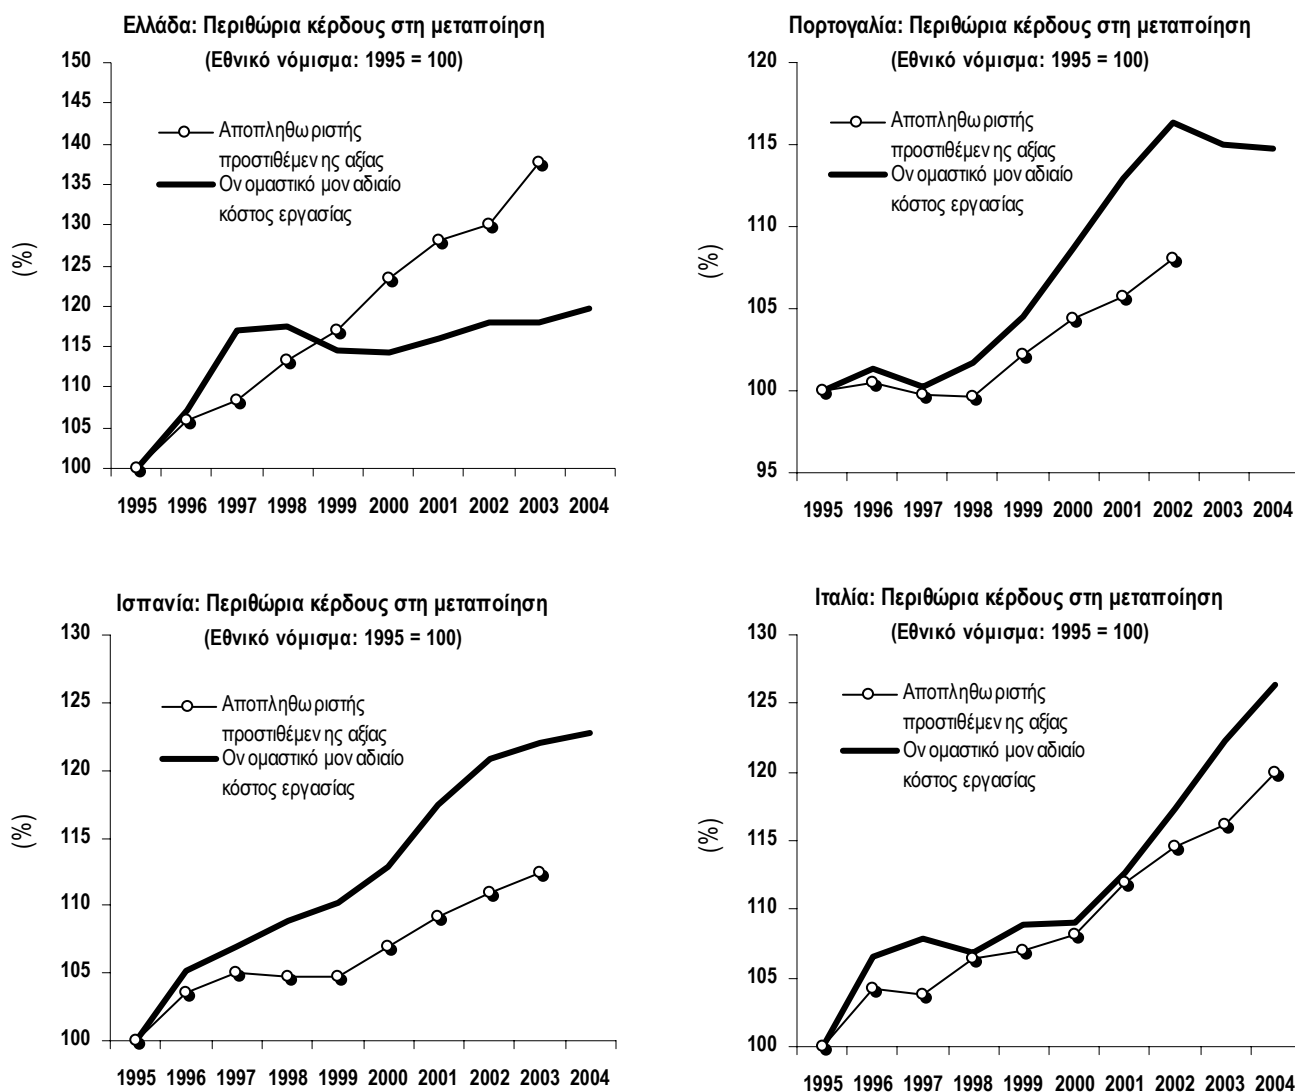 Ελλάδα: Περιθώρια κέρδους στη μεταποίηση
(Εθνικό νόμισμα: 1995 = 100)
150
145
140
135
130
125
120
115
110
105
100
(%)
Αποπληθωριστής
προστιθέμενης αξίας
Ονομαστικό μοναδιαίο
κόστος εργασίας
1995 1996 1997 1998 1999 2000 2001 2002 2003 2004
Πορτογαλία: Περιθώρια κέρδους στη μεταποίηση
(Εθνικό νόμισμα: 1995 = 100)
120
115
110
105
100
95
(%)
Αποπληθωριστής
προστιθέμενης αξίας
Ονομαστικό μοναδιαίο
κόστος εργασίας
1995 1996 1997 1998 1999 2000 2001 2002 2003 2004
Ισπανία: Περιθώρια κέρδους στη μεταποίηση
(Εθνικό νόμισμα: 1995 = 100)
130
125
120
115
110
105
100
(%)
Αποπληθωριστής
προστιθέμενης αξίας
Ονομαστικό μοναδιαίο
κόστος εργασίας
1995 1996 1997 1998 1999 2000 2001 2002 2003 2004
Ιταλία: Περιθώρια κέρδους στη μεταποίηση
(Εθνικό νόμισμα: 1995 = 100)
130
125
120
115
110
105
100
(%)
Αποπληθωριστής
προστιθέμενης αξίας
Ονομαστικό μοναδιαίο
κόστος εργασίας
1995 1996 1997 1998 1999 2000 2001 2002 2003 2004